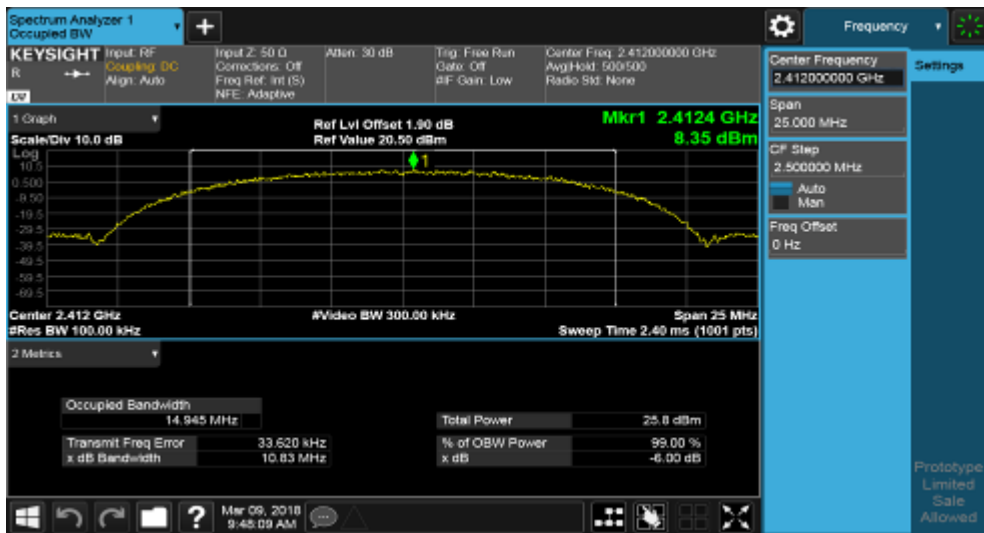 Spectrum Analyzer 1
Occupied BW
+
Frequency
KEYSIGHT
R
Input: RF
Coupling: DC
Align: Auto
Input Z: 50 Ω
Corrections: Off
Freq Ref: Int (S)
NFE: Adaptive
Atten: 30 dB
Trig: Free Run
Gate: Off
#IF Gain: Low
Center Freq: 2.412000000 GHz
Avg|Hold: 500/500
Radio Std: None
Center Frequency
2.412000000 GHz
Settings
Span
25.000 MHz
CF Step
2.500000 MHz
Auto
Man
Freq Offset
0 Hz
1 Graph
Scale/Div 10.0 dB
Ref Lvl Offset 1.90 dB
Ref Value 20.50 dBm
Mkr1 2.4124 GHz
8.35 dBm
Log
10.5
0.500
-9.50
-19.5
-29.5
-39.5
-49.5
-59.5
-69.5
1
Center 2.412 GHz
#Video BW 300.00 kHz
Span 25 MHz
#Res BW 100.00 kHz
Sweep Time 2.40 ms (1001 pts)
2 Metrics
Occupied Bandwidth
14.945 MHz
Total Power 25.8 dBm
Transmit Freq Error 33.620 kHz
% of OBW Power 99.00 %
x dB Bandwidth 10.83 MHz
x dB -6.00 dB
Prototype
Limited
Sale
Allowed
?
Mar 09, 2018
9:48:09 AM